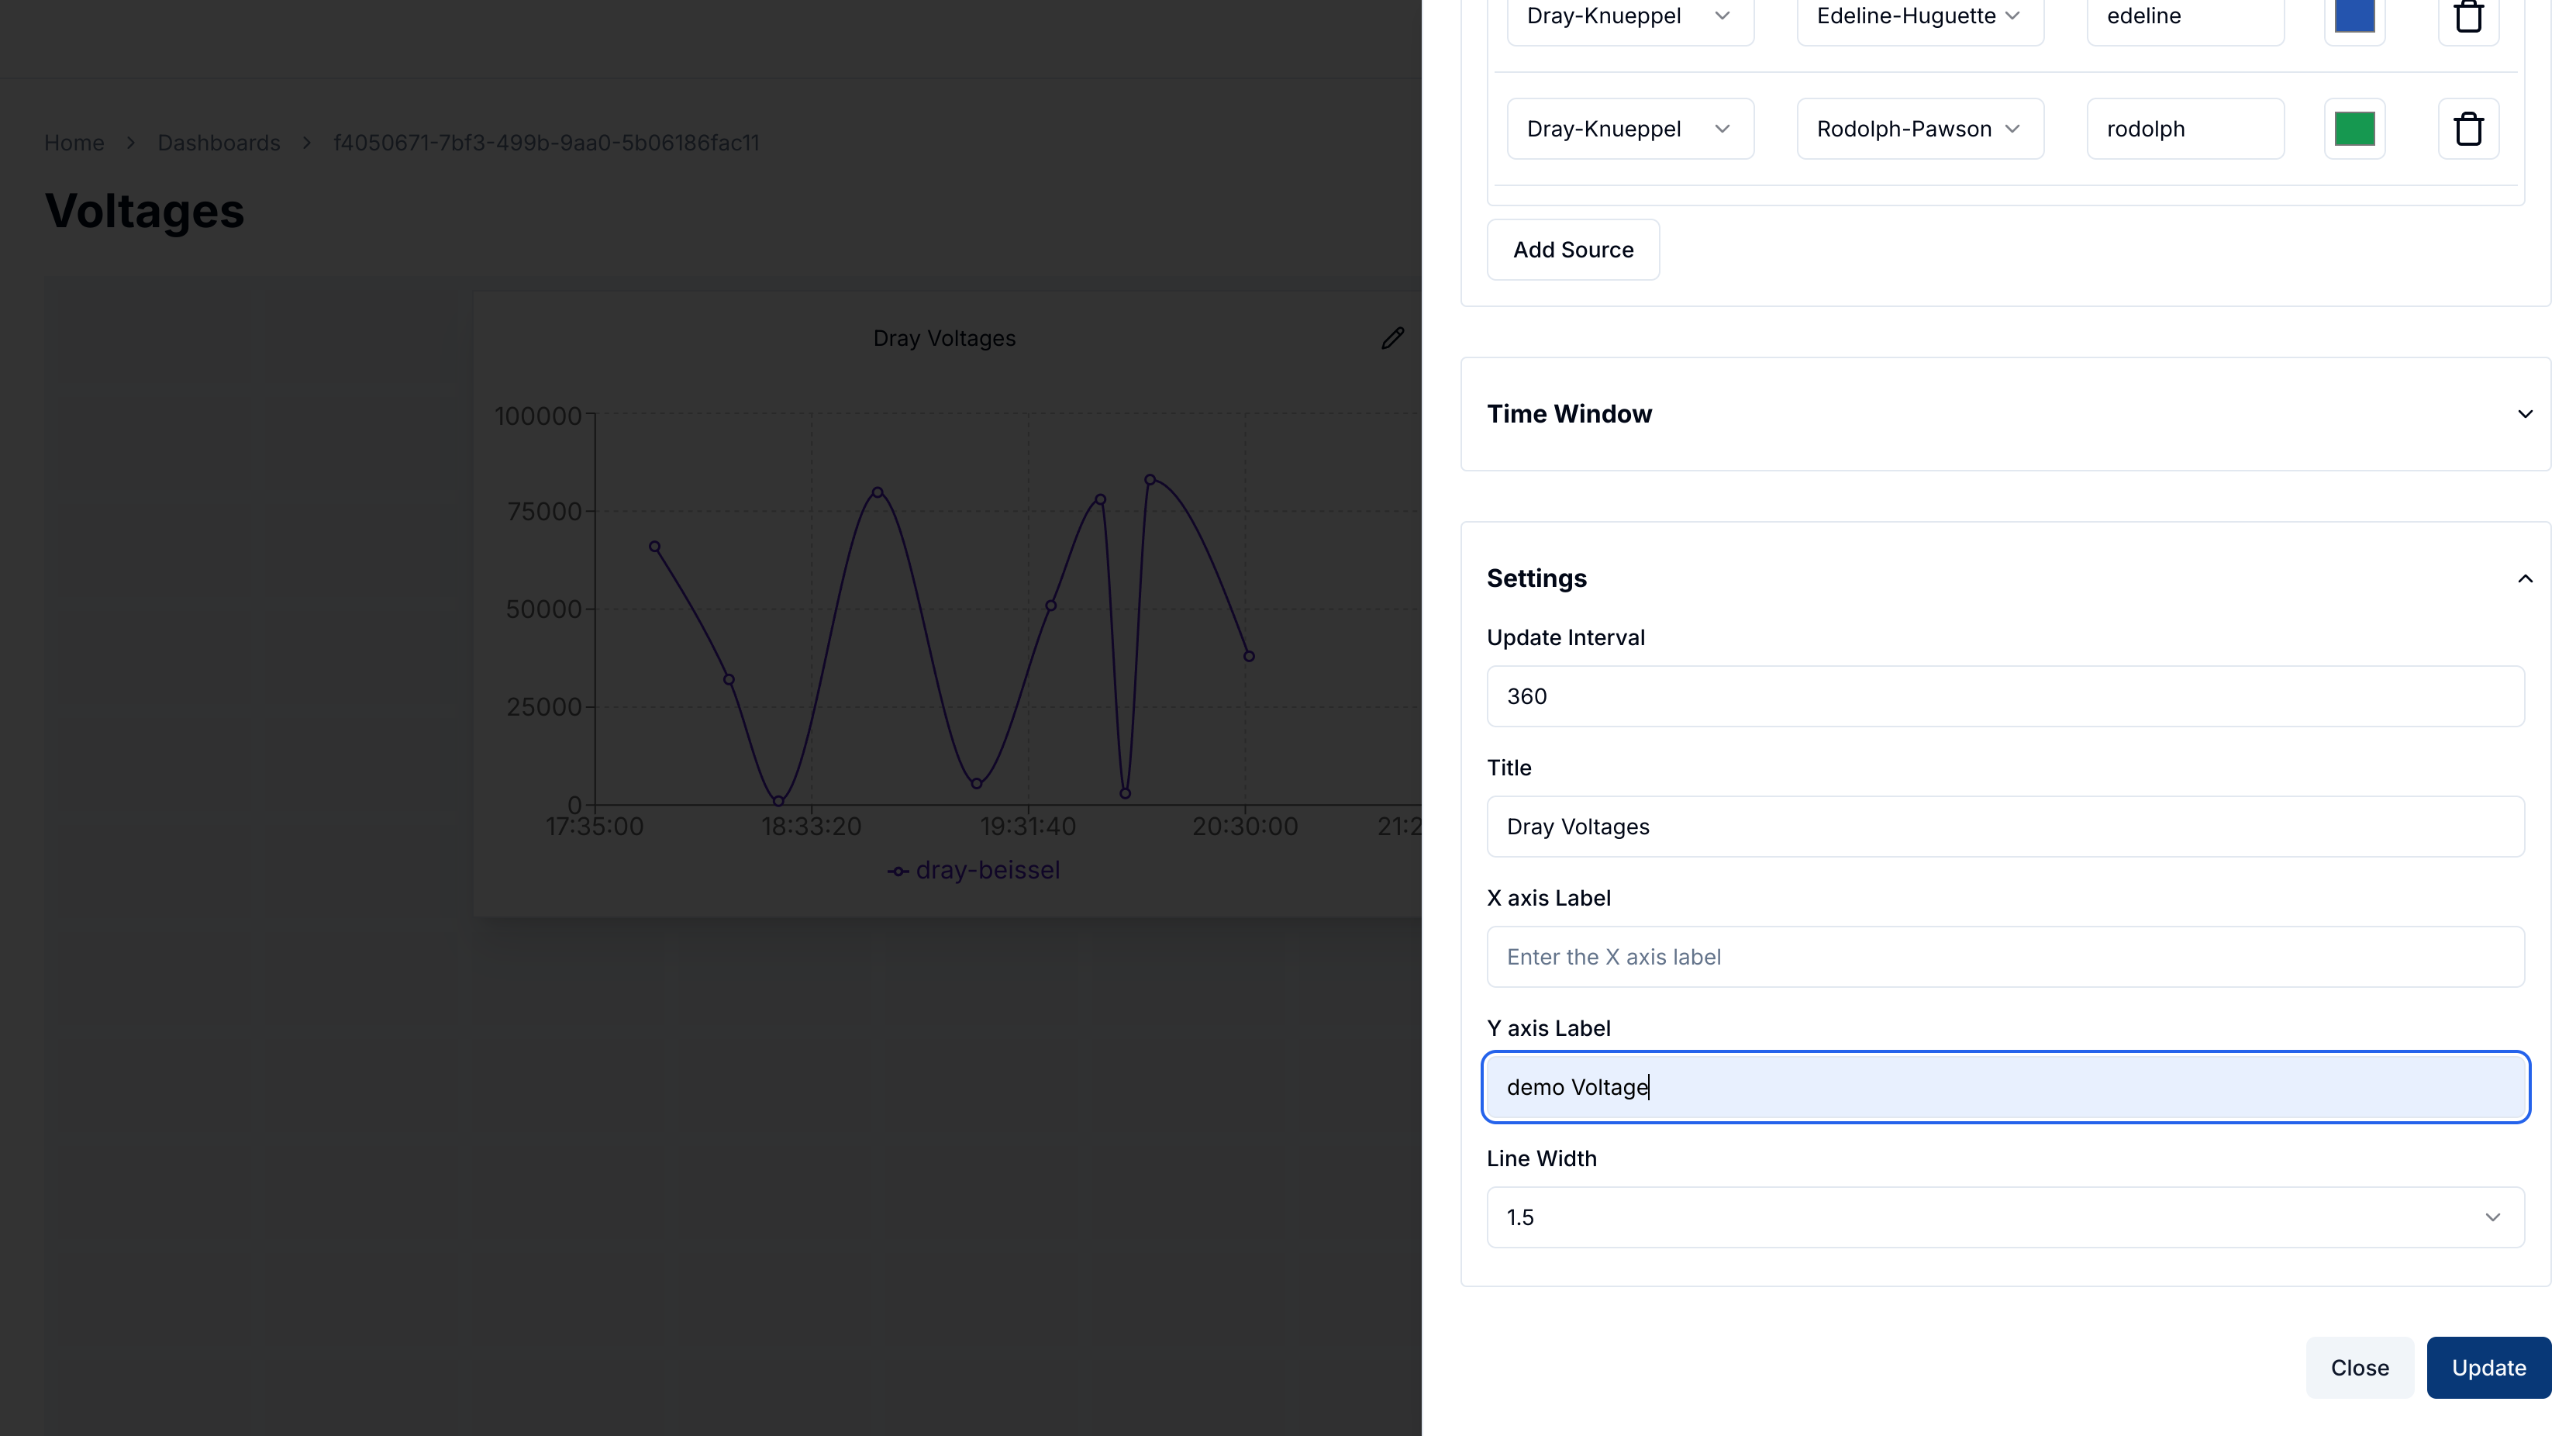 Home > Dashboards > f4050671-7bf3-499b-9aa0-5b06186fac11
Voltages
Dray Voltages
100000
75000
50000
25000
0
17:35:00 18:33:20 19:31:40 20:30:00 21:2
dray-beissel
Dray-Knueppel Edeline-Huguette edeline
Dray-Knueppel Rodolph-Pawson rodolph
Add Source
Time Window
Settings
Update Interval
360
Title
Dray Voltages
X axis Label
Enter the X axis label
Y axis Label
demo Voltage
Line Width
1.5
Close Update